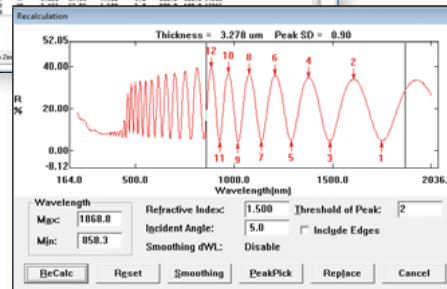 Recalculation
Thickness = 3.278 um Peak SD = 0.90
52.05
40.00
R
%
20.00
0.00
-8.12
12 10 8 6 4 2
11 9 7 5 3 1
164.0 500.0 1000.0 1500.0 2036.
Wavelength[nm]
Wavelength
Max: 1868.8
Min: 858.3
Refractive Index: 1.500
Incident Angle: 5.0
Smoothing dWL: Disable
Threshold of Peak: 2
Include Edges
ReCalc Reset Smoothing PeakPick Replace Cancel